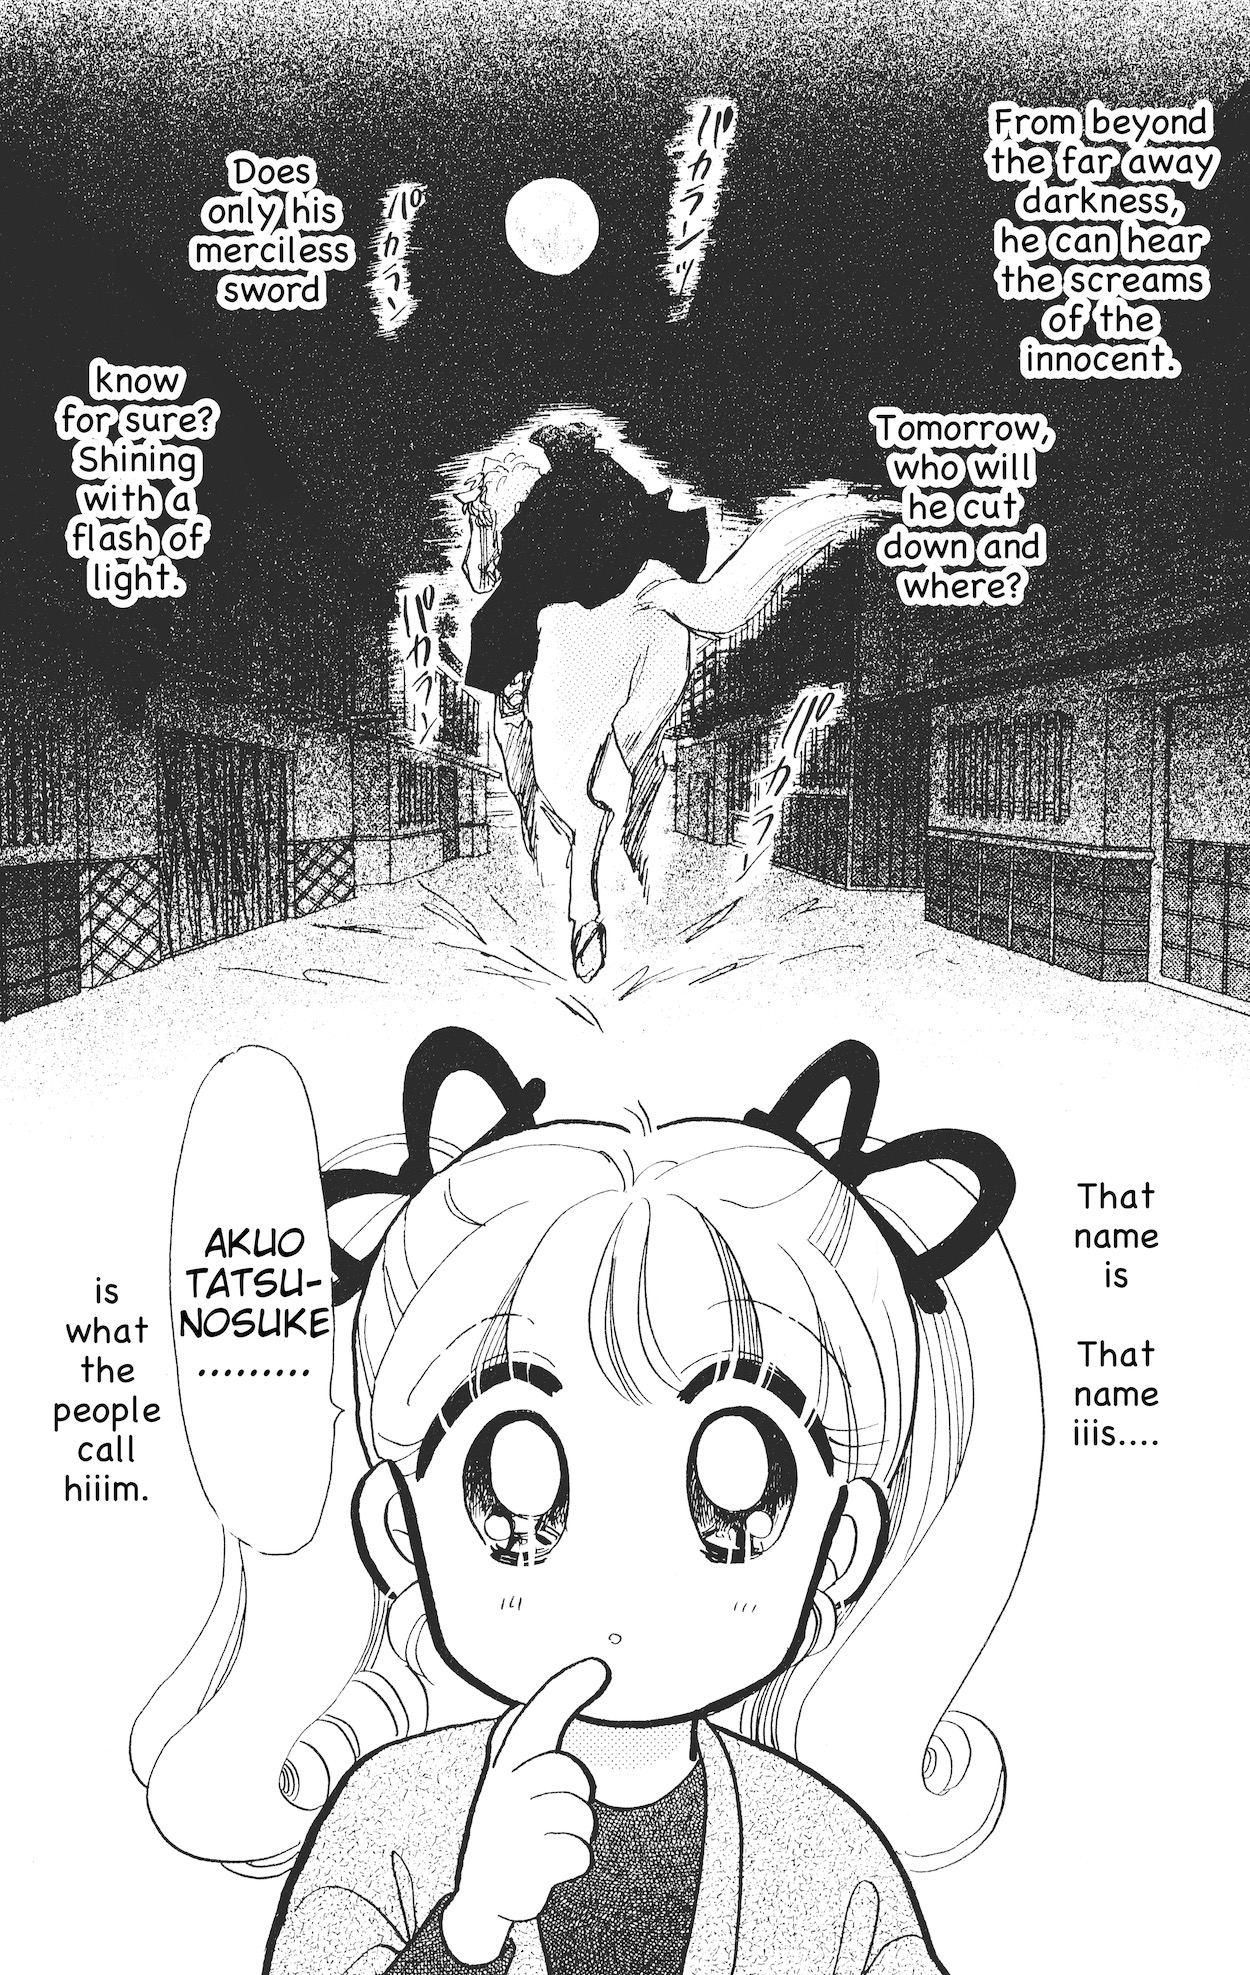 From beyond
the far away
darkness,
he can hear
the screams
of the
innocent.
Tomorrow,
who will
he cut
down and
where?
パカラーンッ
パカラン
Does
only his
merciless
sword
know
for sure?
Shining
with a
flash of
light.
パカラン
パカラン
That
name
is
That
name
iiis....
AKUO
TATSU-
NOSUKE
.........
is
what
the
people
call
hiiim.